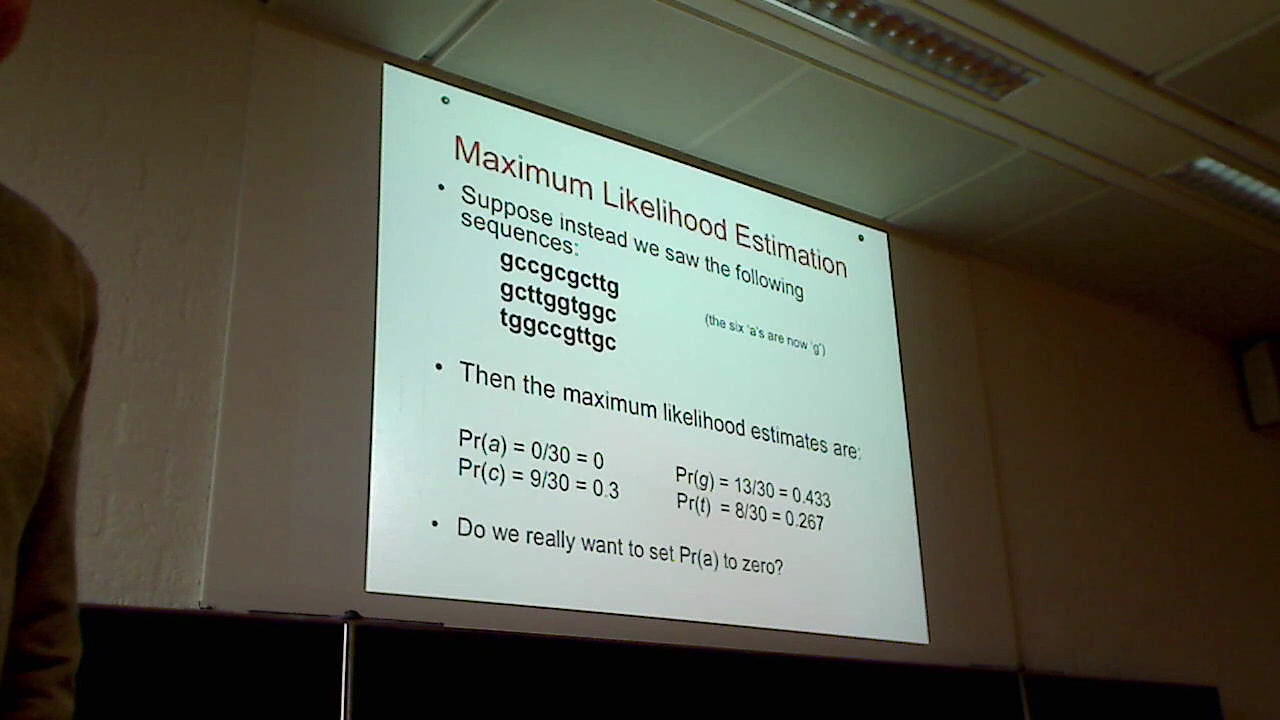 Maximum Likelihood Estimation
• Suppose instead we saw the following
sequences:
gccgcgcttg
gcttggtggc
tggccgttgc
(the six 'a's are now 'g')
• Then the maximum likelihood estimates are:
Pr(a) = 0/30 = 0
Pr(c) = 9/30 = 0.3
Pr(g) = 13/30 = 0.433
Pr(t) = 8/30 = 0.267
• Do we really want to set Pr(a) to zero?